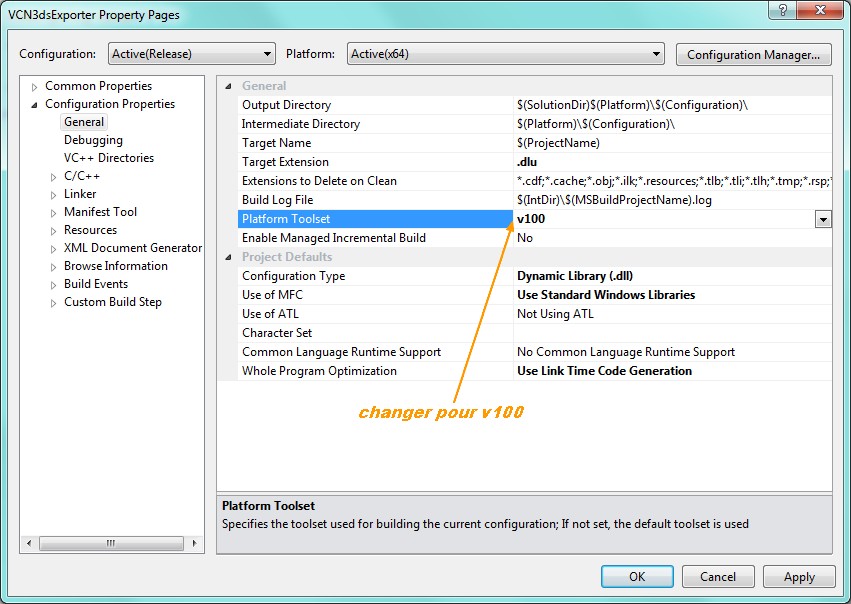 VCN3dsExporter Property Pages
Configuration: Active(Release) Platform: Active(x64) Configuration Manager...
Common Properties
Configuration Properties
General
Debugging
VC++ Directories
C/C++
Linker
Manifest Tool
Resources
XML Document Generator
Browse Information
Build Events
Custom Build Step
General
Output Directory $(SolutionDir)$(Platform)\$(Configuration)\
Intermediate Directory $(Platform)\$(Configuration)\
Target Name $(ProjectName)
Target Extension .dlu
Extensions to Delete on Clean *.cdf;*.cache;*.obj;*.ilk;*.resources;*.tlb;*.tli;*.tlh;*.tmp;*.rsp;*
Build Log File $(IntDir)\$(MSBuildProjectName).log
Platform Toolset v100
Enable Managed Incremental Build No
Project Defaults
Configuration Type Dynamic Library (.dll)
Use of MFC Use Standard Windows Libraries
Use of ATL Not Using ATL
Character Set
Common Language Runtime Support No Common Language Runtime Support
Whole Program Optimization Use Link Time Code Generation
changer pour v100
Platform Toolset
Specifies the toolset used for building the current configuration; If not set, the default toolset is used
OK Cancel Apply